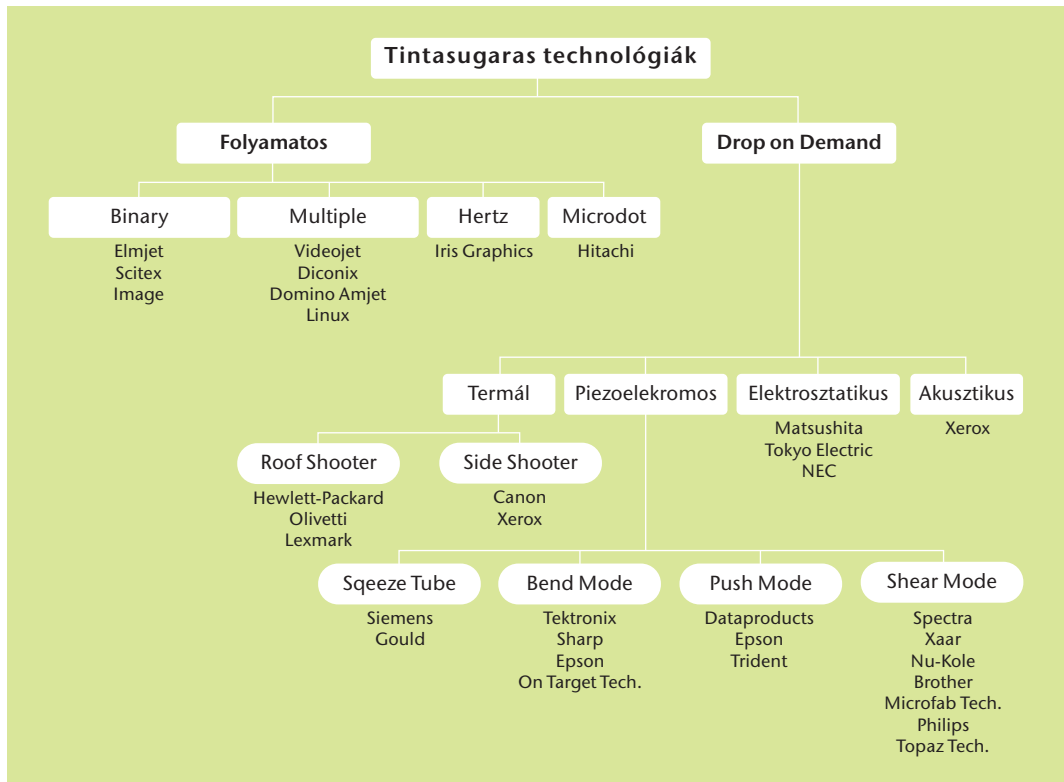 Tintasugaras technológiák
Folyamatos
Drop on Demand
Binary
Elmjet
Scitex
Image
Multiple
Videojet
Diconix
Domino Amjet
Linux
Hertz
Iris Graphics
Microdot
Hitachi
Termál
Piezoelekromos
Elektrosztatikus
Matsushita
Tokyo Electric
NEC
Akusztikus
Xerox
Roof Shooter
Hewlett-Packard
Olivetti
Lexmark
Side Shooter
Canon
Xerox
Sqeeze Tube
Siemens
Gould
Bend Mode
Tektronix
Sharp
Epson
On Target Tech.
Push Mode
Dataproducts
Epson
Trident
Shear Mode
Spectra
Xaar
Nu-Kole
Brother
Microfab Tech.
Philips
Topaz Tech.